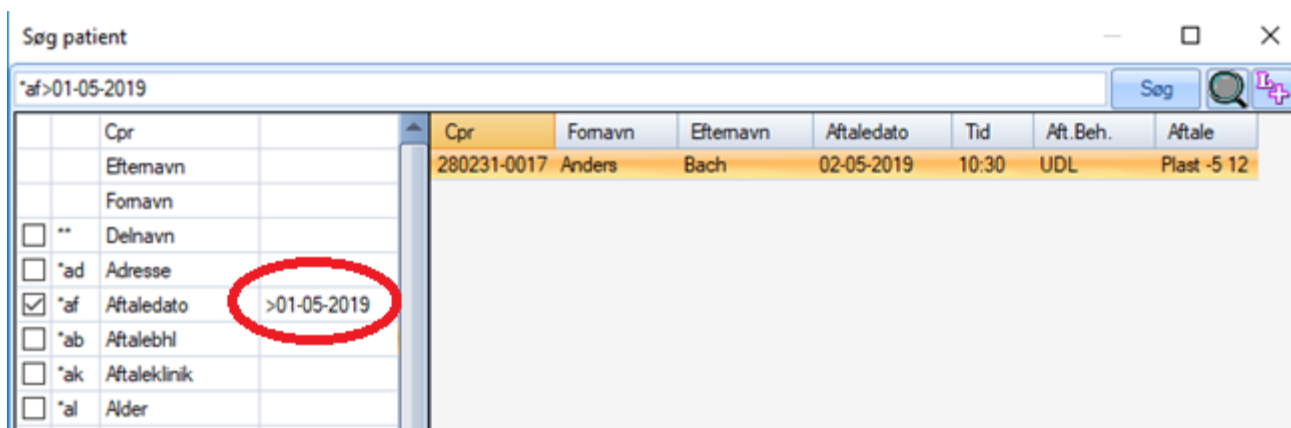 Søg patient
*af>01-05-2019 Søg L+
Cpr
Efternavn
Fornavn
** Delnavn
*ad Adresse
*af Aftaledato >01-05-2019
*ab Aftalebhl
*ak Aftaleklinik
*al Alder
Cpr Fornavn Efternavn Aftaledato Tid Aft.Beh. Aftale
280231-0017 Anders Bach 02-05-2019 10:30 UDL Plast -5 12